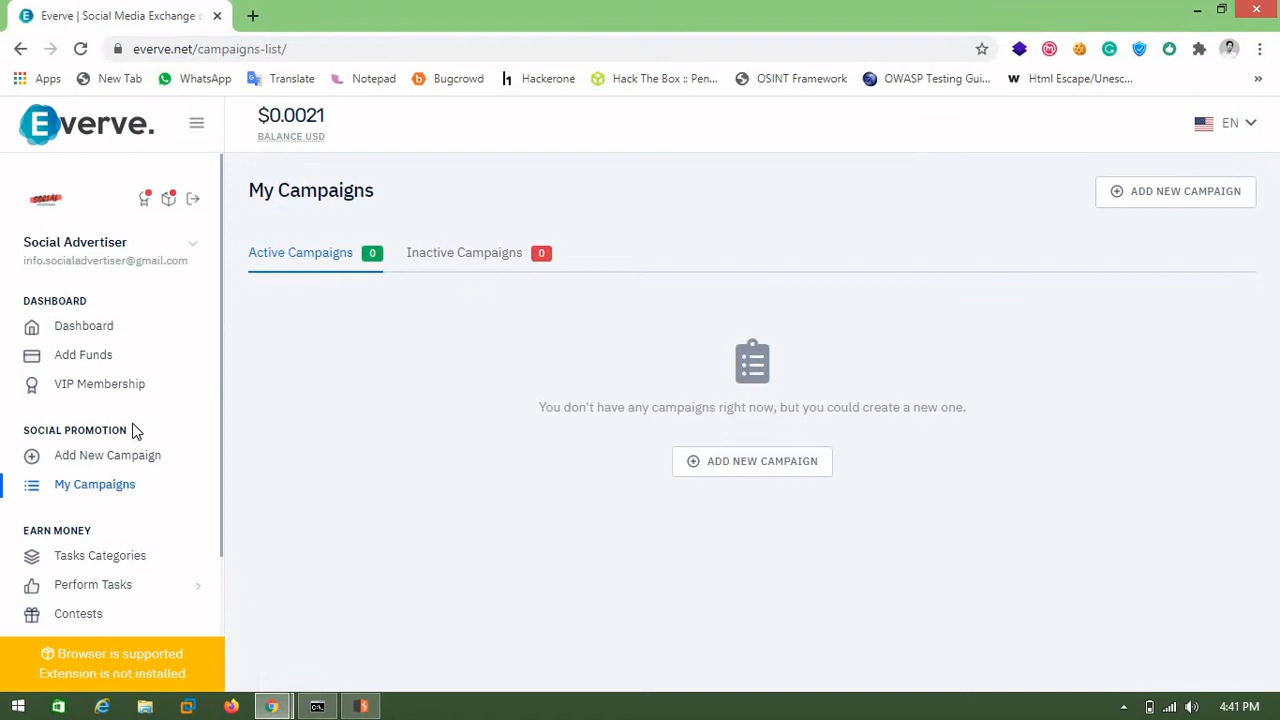 Everve | Social Media Exchange
everve.net/campaigns-list/
Apps
New Tab
WhatsApp
Translate
Notepad
Bugcrowd
Hackerone
Hack The Box :: Pen...
OSINT Framework
OWASP Testing Gui...
Html Escape/Unesc...
»
Everve.
$0.0021
BALANCE USD
EN
SOCIAL
Social Advertiser
info.socialadvertiser@gmail.com
DASHBOARD
Dashboard
Add Funds
VIP Membership
SOCIAL PROMOTION
Add New Campaign
My Campaigns
EARN MONEY
Tasks Categories
Perform Tasks
Contests
Browser is supported
Extension is not installed
My Campaigns
ADD NEW CAMPAIGN
Active Campaigns 0
Inactive Campaigns 0
You don't have any campaigns right now, but you could create a new one.
ADD NEW CAMPAIGN
4:41 PM